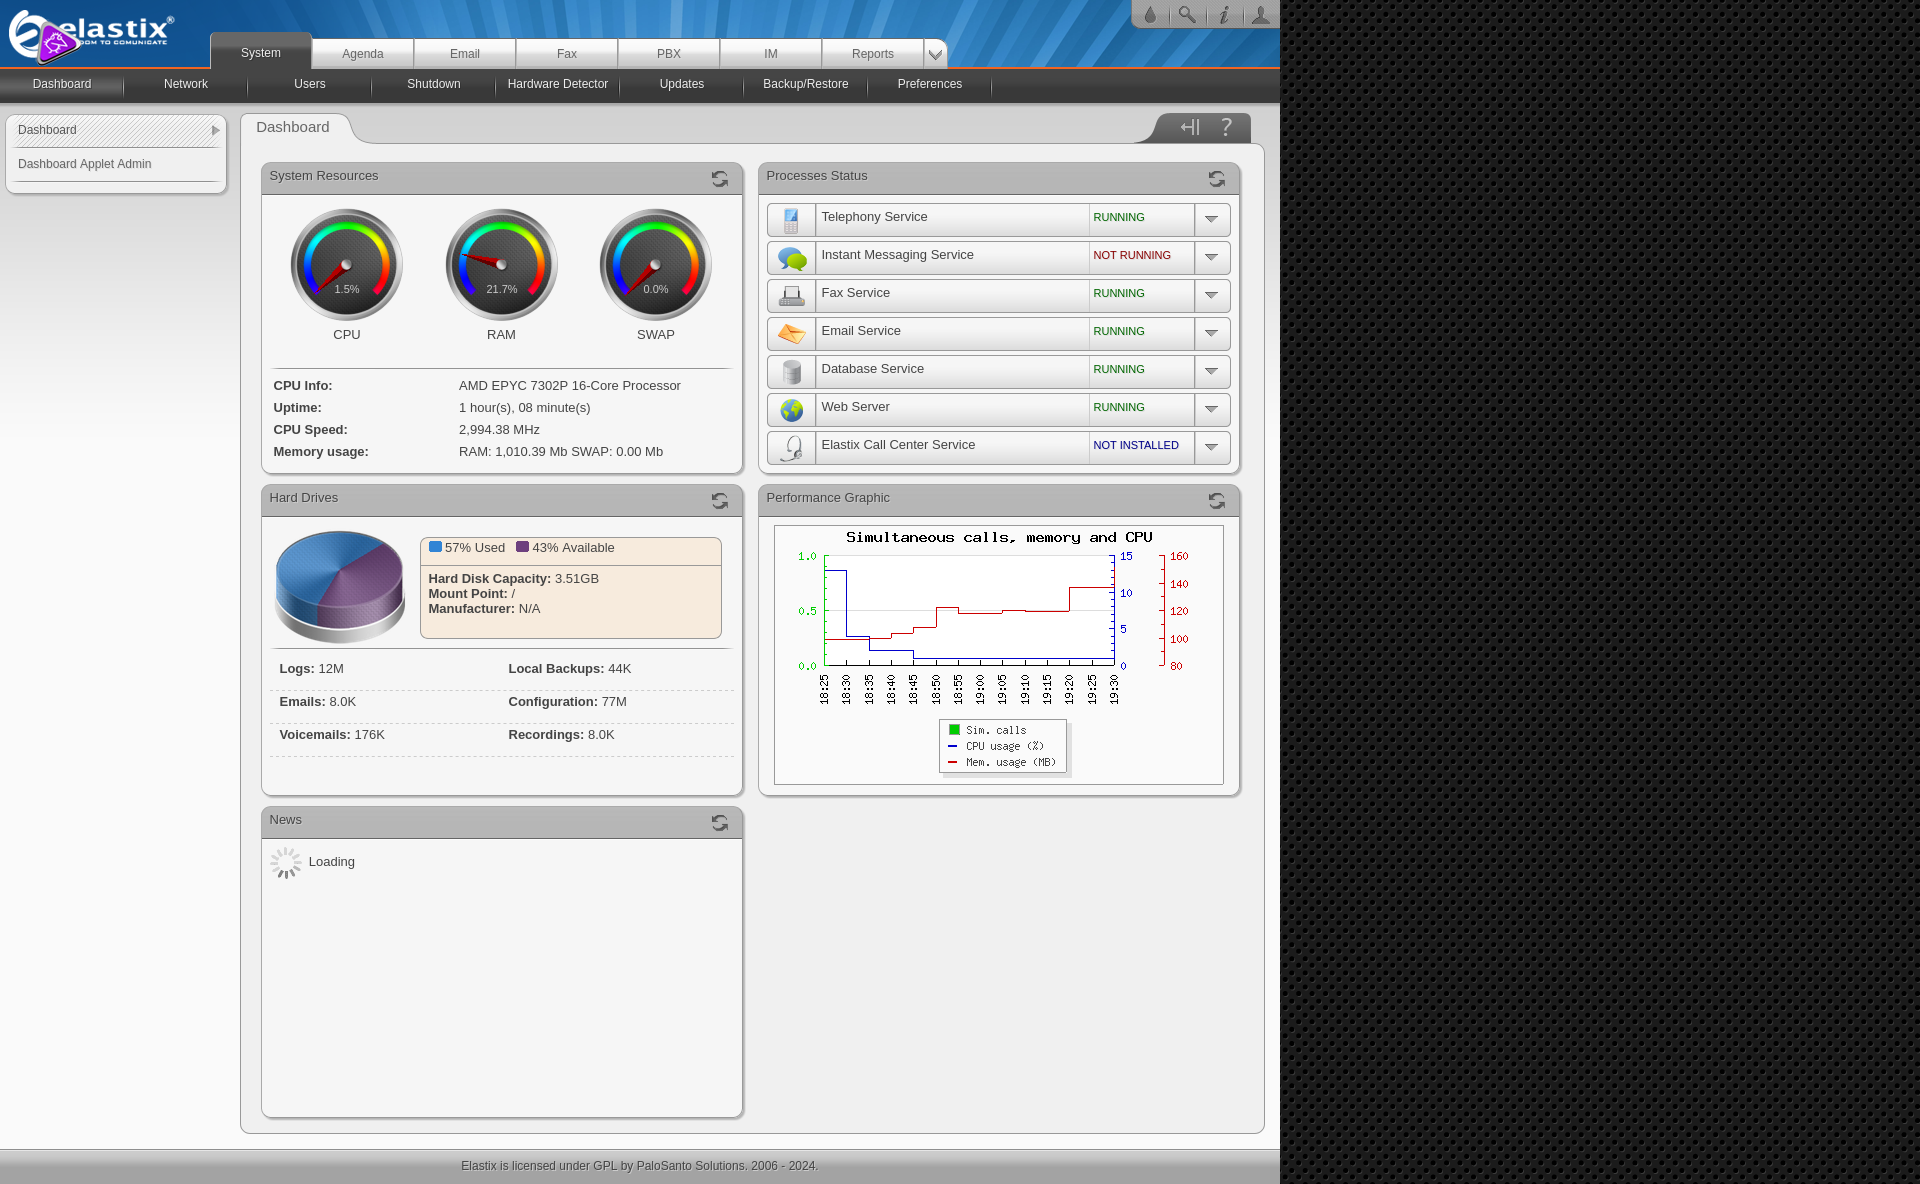 elastix®
DOM TO COMMUNICATE
System
Agenda
Email
Fax
PBX
IM
Reports
Dashboard
Network
Users
Shutdown
Hardware Detector
Updates
Backup/Restore
Preferences
Dashboard
Dashboard Applet Admin
Dashboard
?
System Resources
1.5%
21.7%
0.0%
CPU
RAM
SWAP
CPU Info: AMD EPYC 7302P 16-Core Processor
Uptime: 1 hour(s), 08 minute(s)
CPU Speed: 2,994.38 MHz
Memory usage: RAM: 1,010.39 Mb SWAP: 0.00 Mb
Processes Status
Telephony Service RUNNING
Instant Messaging Service NOT RUNNING
Fax Service RUNNING
Email Service RUNNING
Database Service RUNNING
Web Server RUNNING
Elastix Call Center Service NOT INSTALLED
Hard Drives
57% Used 43% Available
Hard Disk Capacity: 3.51GB
Mount Point: /
Manufacturer: N/A
Logs: 12M Local Backups: 44K
Emails: 8.0K Configuration: 77M
Voicemails: 176K Recordings: 8.0K
Performance Graphic
Simultaneous calls, memory and CPU
1.0 15 160
140
10
0.5 120
5
100
0.0 0 80
18:25 18:30 18:35 18:40 18:45 18:50 18:55 19:00 19:05 19:10 19:15 19:20 19:25 19:30
Sim. calls
CPU usage (%)
Mem. usage (MB)
News
Loading
Elastix is licensed under GPL by PaloSanto Solutions. 2006 - 2024.